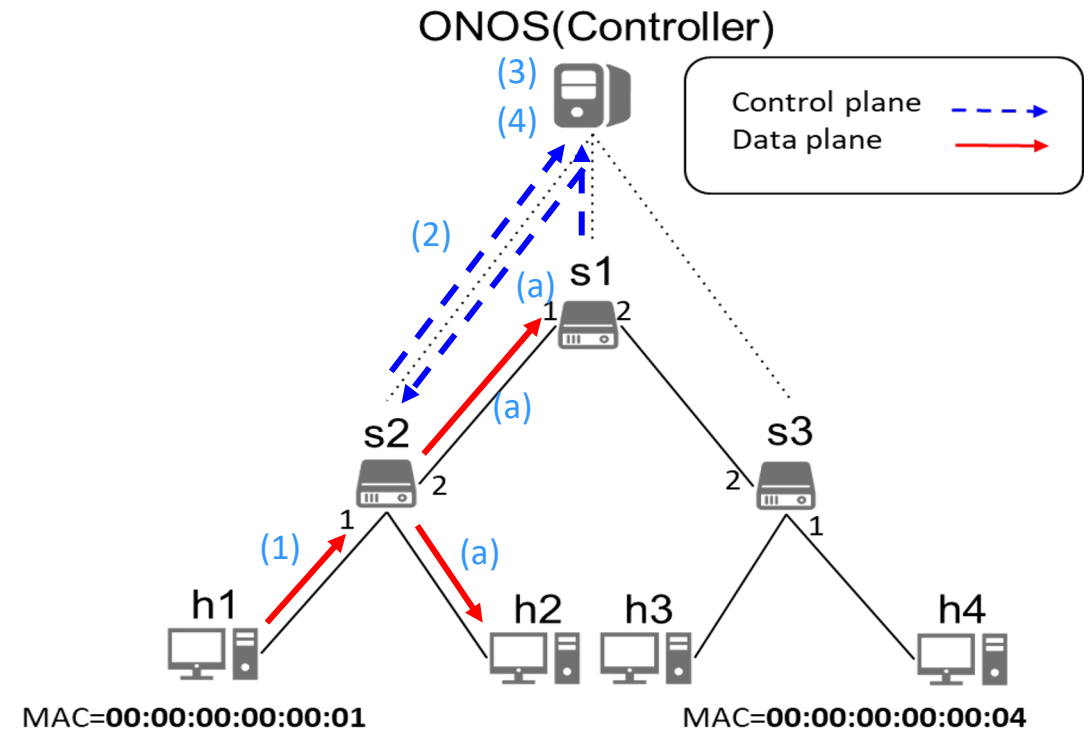 ONOS(Controller)
(3)
(4)
Control plane
Data plane
(2)
s1
(a)
1
2
(a)
s2
s3
2
2
1
1
(1)
(a)
h1
h2
h3
h4
MAC=00:00:00:00:00:01
MAC=00:00:00:00:00:04